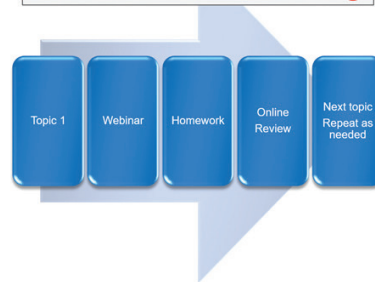 Topic 1
Webinar
Homework
Online
Review
Next topic
Repeat as
needed